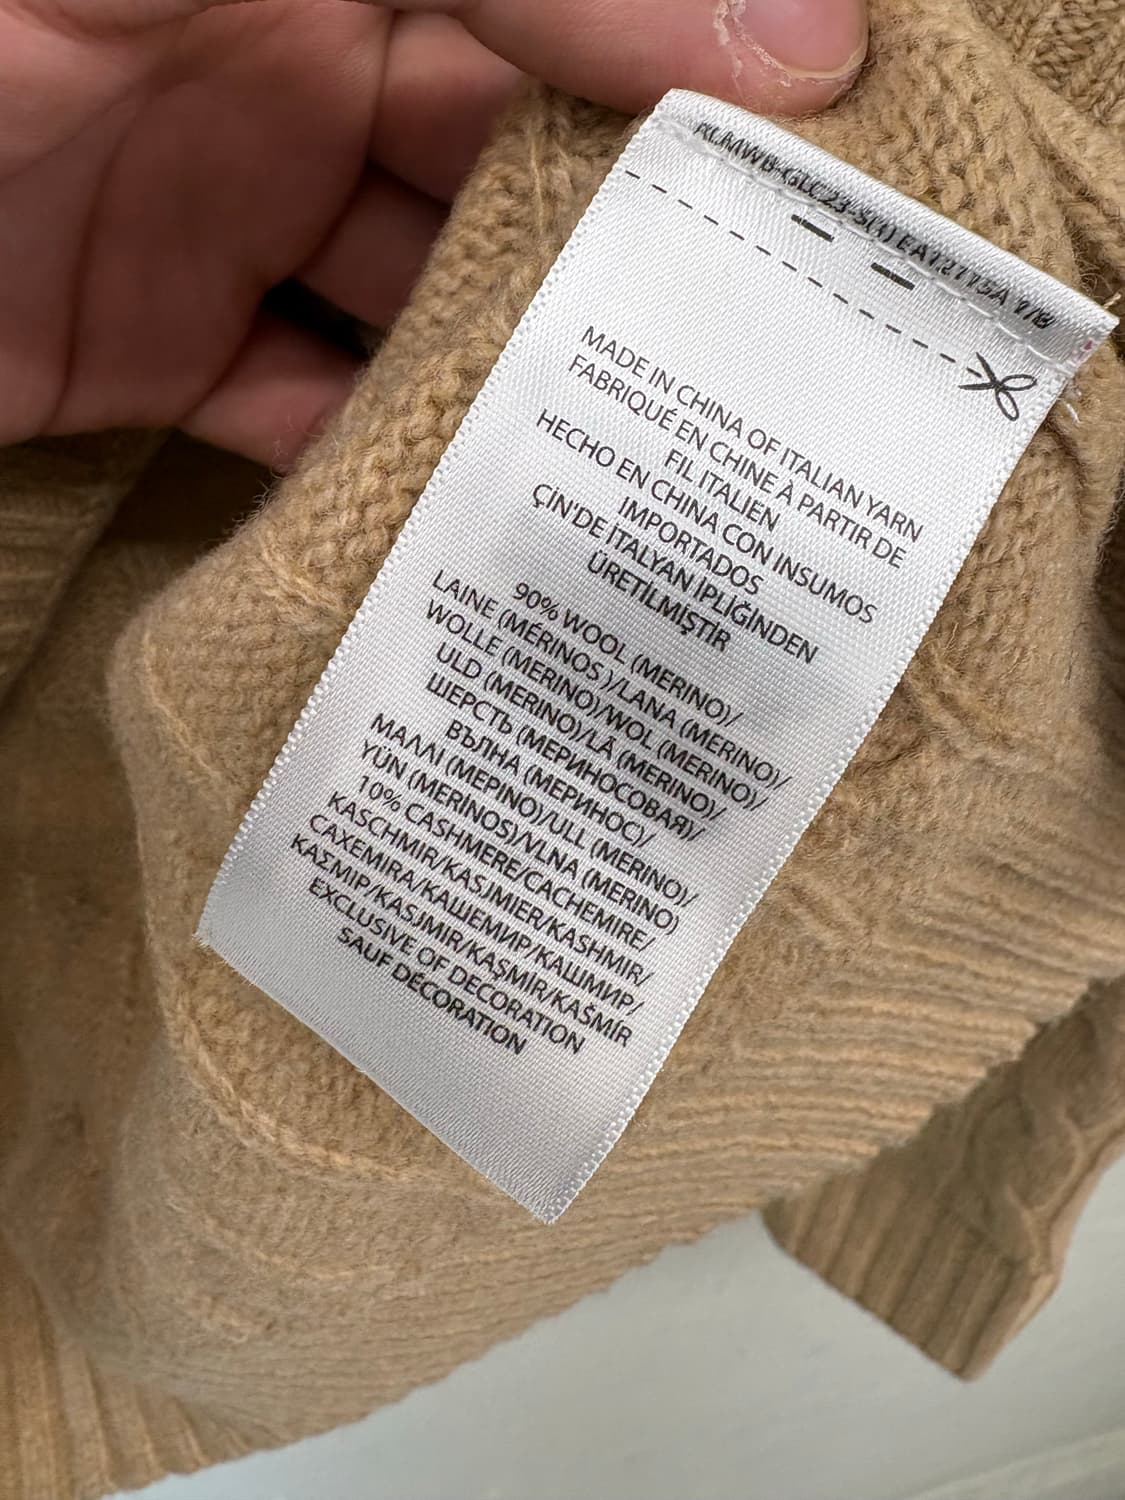 MADE IN CHINA OF ITALIAN YARN
FABRIQUÉ EN CHINE À PARTIR DE
FIL ITALIEN
HECHO EN CHINA CON INSUMOS
IMPORTADOS
ÇIN'DE İTALYAN İPLİĞİNDEN
ÜRETILMİŞTİR
90% WOOL (MERINO)/
LAINE (MÉRINOS )/LANA (MERINO)/
WOLLE (MERINO)/WOL (MERINO)/
ULD (MERINO)/LÃ (MERINO)/
ШЕРСТЬ (МЕРИНОСОВАЯ)/
ВЪЛНА (МЕРИНОС)/
ΜΑΛΛΙ (ΜΕΡΙΝΟ)/ULL (MERINO)/
YÜN (MERINOS)/VLNA (MERINO)
10% CASHMERE/CACHEMIRE/
KASCHMIR/KASJMIER/KASHMIR/
CAXEMIRA/КАШЕМИР/КАШМИР/
ΚΑΣΜΙΡ/KASJMIR/KAŞMİR/KAŠMÍR
EXCLUSIVE OF DECORATION
SAUF DÉCORATION